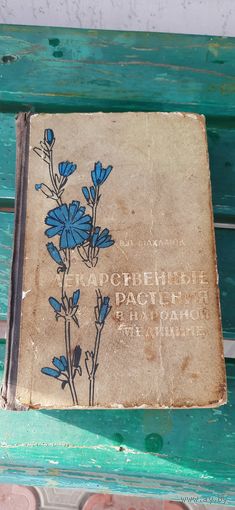 В.П. МАХЛАЮК
ЛЕКАРСТВЕННЫЕ
РАСТЕНИЯ
В НАРОДНОЙ
МЕДИЦИНЕ